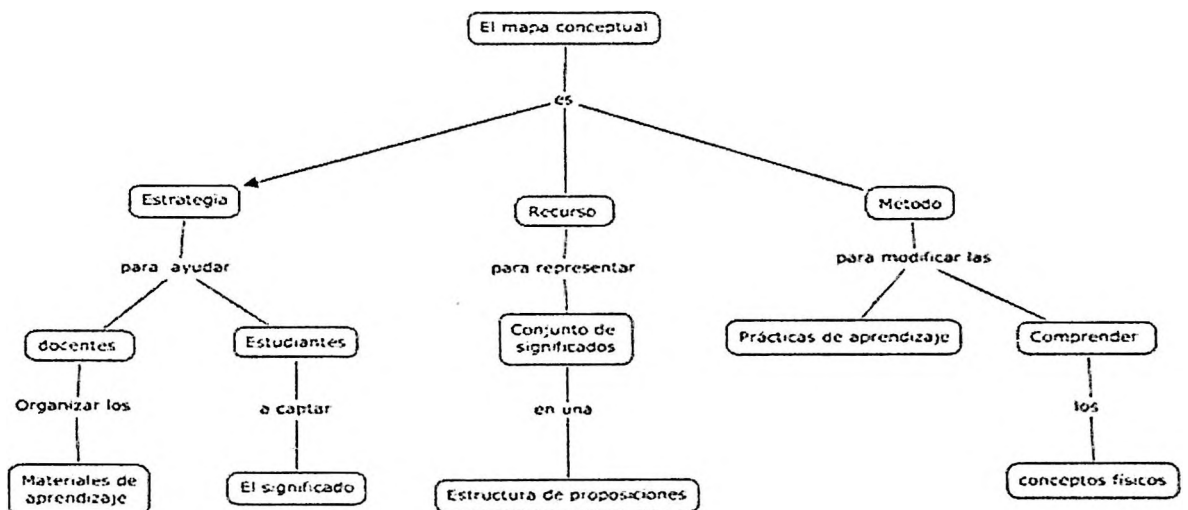 El mapa conceptual
es
Estrategia
Recurso
Metodo
para ayudar
para representar
para modificar las
docentes
Estudiantes
Conjunto de
significados
Prácticas de aprendizaje
Comprender
Organizar los
a captar
en una
los
Materiales de
aprendizaje
El significado
Estructura de proposiciones
conceptos físicos